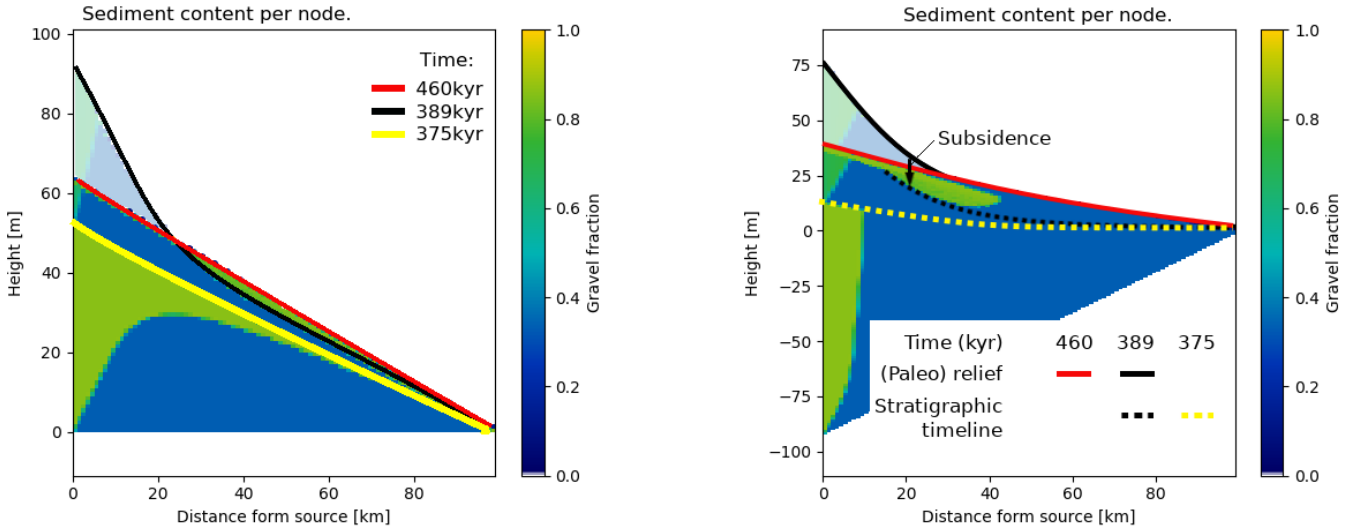 Sediment content per node.
100
80
60
40
20
0
Height [m]
0
20
40
60
80
Distance form source [km]
Time:
460kyr
389kyr
375kyr
1.0
0.8
0.6
0.4
0.2
0.0
Gravel fraction
Sediment content per node.
75
50
25
0
−25
−50
−75
−100
Height [m]
0
20
40
60
80
Distance form source [km]
Subsidence
Time (kyr) 460 389 375
(Paleo) relief
Stratigraphic
timeline
1.0
0.8
0.6
0.4
0.2
0.0
Gravel fraction